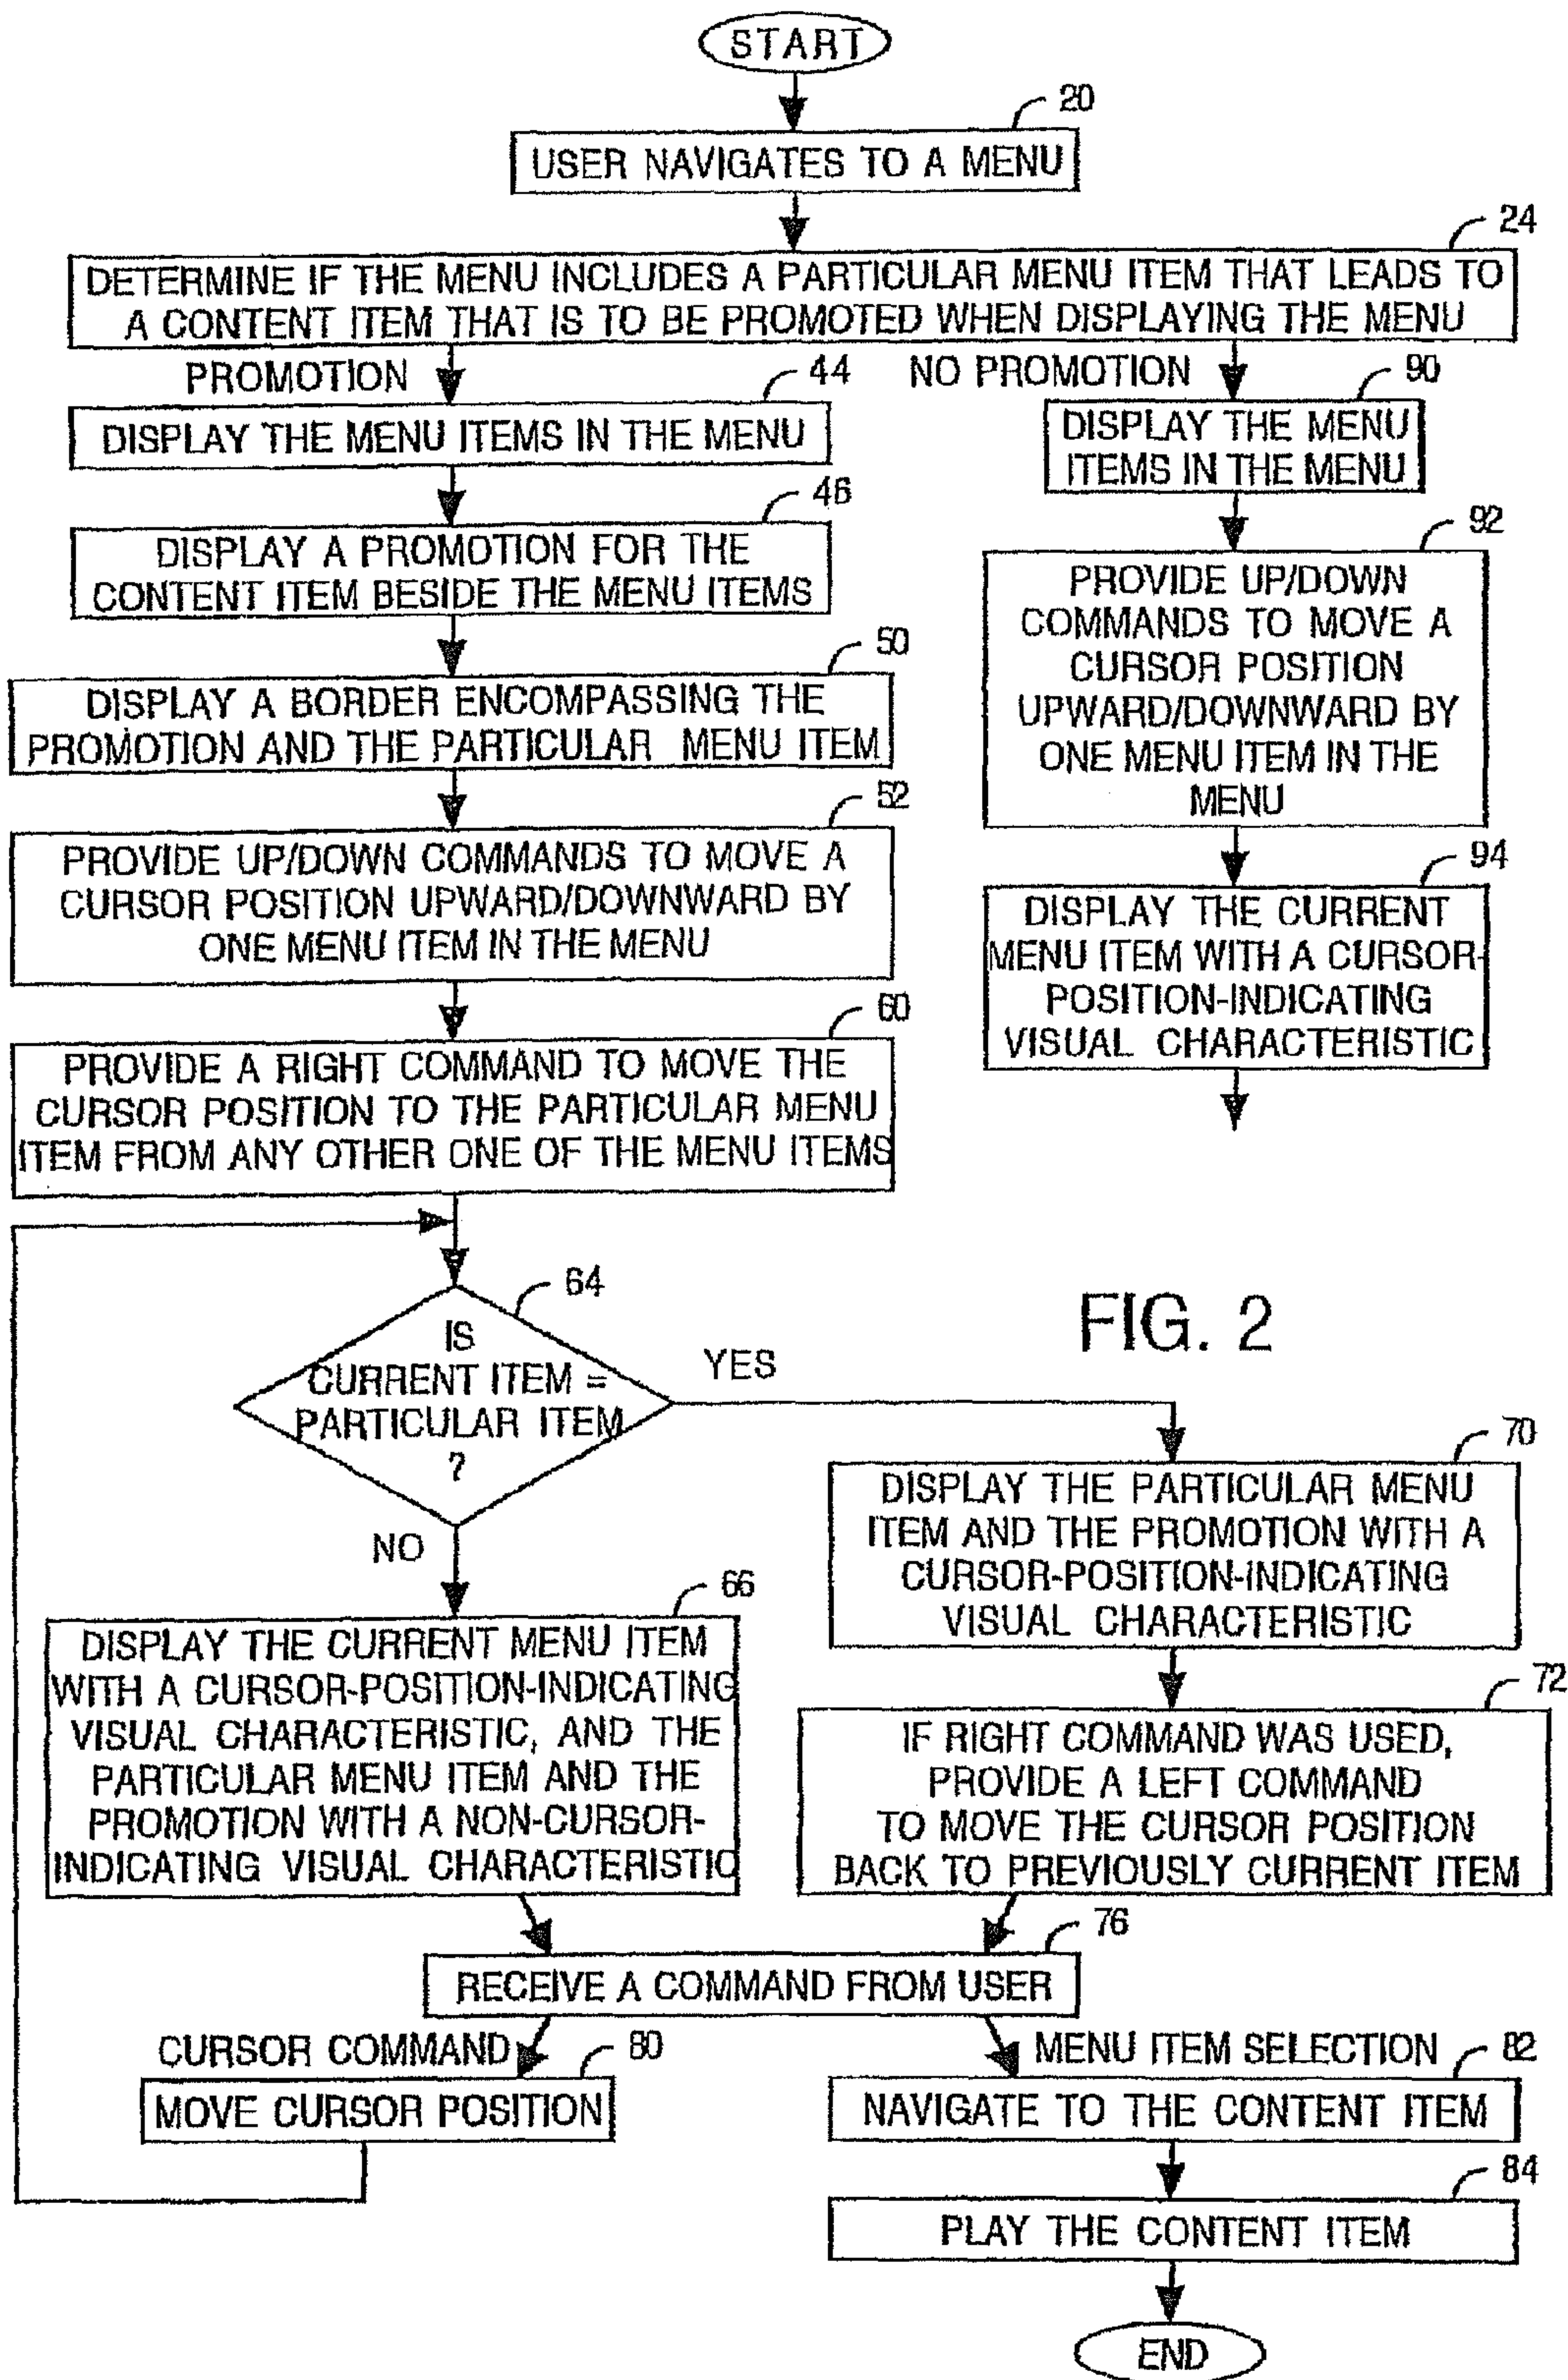 START
20
USER NAVIGATES TO A MENU
24
DETERMINE IF THE MENU INCLUDES A PARTICULAR MENU ITEM THAT LEADS TO
A CONTENT ITEM THAT IS TO BE PROMOTED WHEN DISPLAYING THE MENU
PROMOTION
44
DISPLAY THE MENU ITEMS IN THE MENU
46
DISPLAY A PROMOTION FOR THE
CONTENT ITEM BESIDE THE MENU ITEMS
50
DISPLAY A BORDER ENCOMPASSING THE
PROMOTION AND THE PARTICULAR MENU ITEM
52
PROVIDE UP/DOWN COMMANDS TO MOVE A
CURSOR POSITION UPWARD/DOWNWARD BY
ONE MENU ITEM IN THE MENU
60
PROVIDE A RIGHT COMMAND TO MOVE THE
CURSOR POSITION TO THE PARTICULAR MENU
ITEM FROM ANY OTHER ONE OF THE MENU ITEMS
NO PROMOTION
90
DISPLAY THE MENU
ITEMS IN THE MENU
92
PROVIDE UP/DOWN
COMMANDS TO MOVE A
CURSOR POSITION
UPWARD/DOWNWARD BY
ONE MENU ITEM IN THE
MENU
94
DISPLAY THE CURRENT
MENU ITEM WITH A CURSOR-
POSITION-INDICATING
VISUAL CHARACTERISTIC
FIG. 2
64
IS
CURRENT ITEM =
PARTICULAR ITEM
?
YES
NO
66
DISPLAY THE CURRENT MENU ITEM
WITH A CURSOR-POSITION-INDICATING
VISUAL CHARACTERISTIC, AND THE
PARTICULAR MENU ITEM AND THE
PROMOTION WITH A NON-CURSOR-
INDICATING VISUAL CHARACTERISTIC
70
DISPLAY THE PARTICULAR MENU
ITEM AND THE PROMOTION WITH A
CURSOR-POSITION-INDICATING
VISUAL CHARACTERISTIC
72
IF RIGHT COMMAND WAS USED,
PROVIDE A LEFT COMMAND
TO MOVE THE CURSOR POSITION
BACK TO PREVIOUSLY CURRENT ITEM
76
RECEIVE A COMMAND FROM USER
CURSOR COMMAND
80
MOVE CURSOR POSITION
MENU ITEM SELECTION
82
NAVIGATE TO THE CONTENT ITEM
84
PLAY THE CONTENT ITEM
END